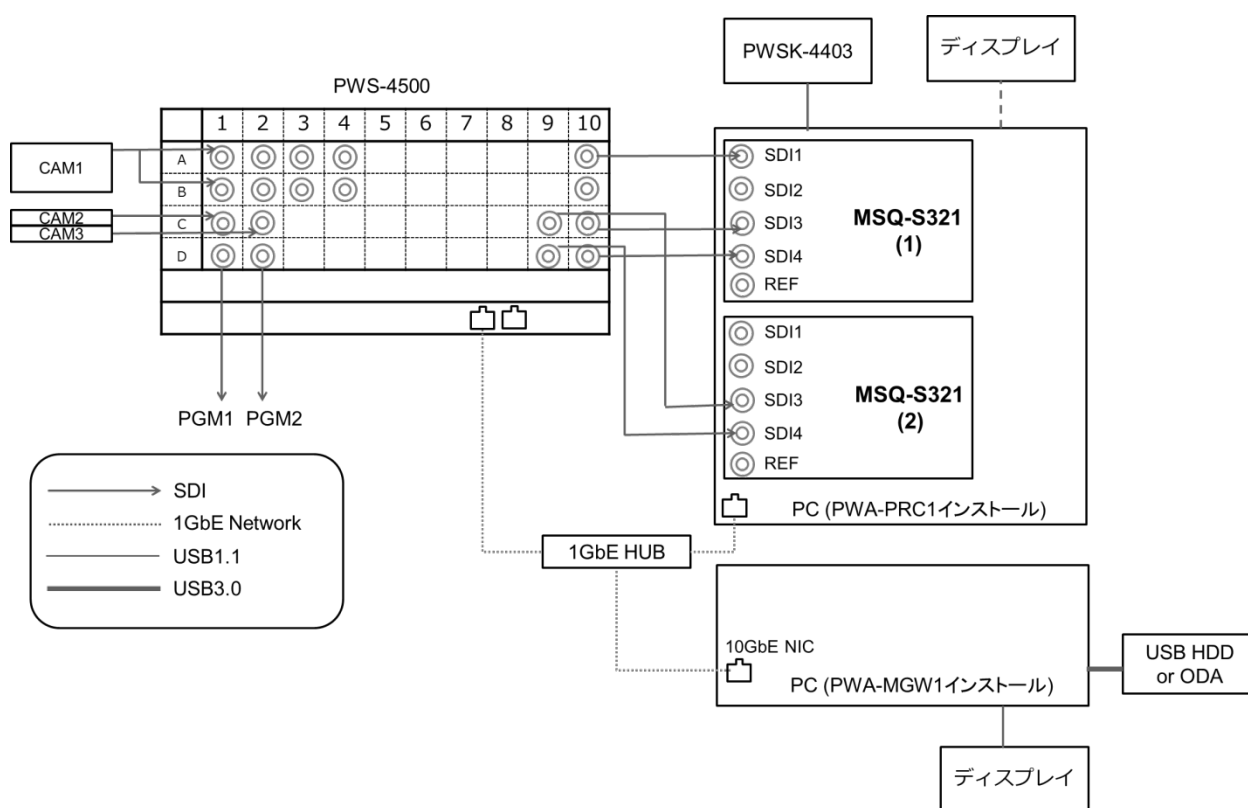 PWS-4500
1 2 3 4 5 6 7 8 9 10
A
B
C
D
CAM1
CAM2
CAM3
PGM1 PGM2
SDI
1GbE Network
USB1.1
USB3.0
PWSK-4403
ディスプレイ
SDI1
SDI2
SDI3
SDI4
REF
MSQ-S321
(1)
SDI1
SDI2
SDI3
SDI4
REF
MSQ-S321
(2)
PC (PWA-PRC1インストール)
1GbE HUB
10GbE NIC
PC (PWA-MGW1インストール)
USB HDD
or ODA
ディスプレイ